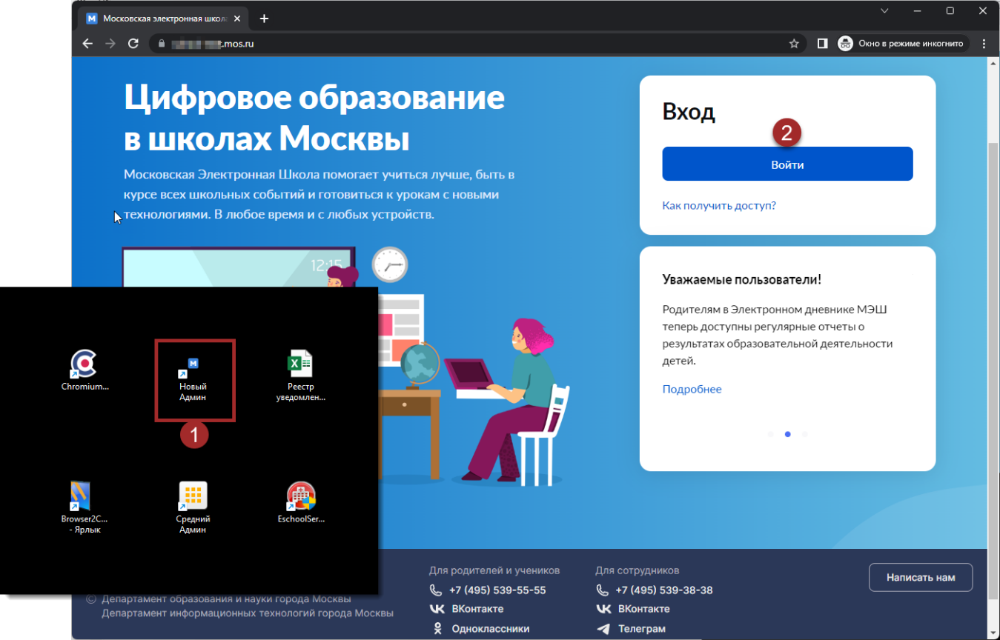 Московская электронная школ
.mos.ru
Окно в режиме инкогнито
Цифровое образование
в школах Москвы
Московская Электронная Школа помогает учиться лучше, быть в
курсе всех школьных событий и готовиться к урокам с новыми
технологиями. В любое время и с любых устройств.
12:15
Вход
2
Войти
Как получить доступ?
Уважаемые пользователи!
Родителям в Электронном дневнике МЭШ
теперь доступны регулярные отчеты о
результатах образовательной деятельности
детей.
Подробнее
Chromium...
Новый
Админ
Реестр
уведомлен...
1
Browser2C...
- Ярлык
Средний
Админ
EschoolSer...
Для родителей и учеников
+7 (495) 539-55-55
ВКонтакте
Одноклассники
Для сотрудников
+7 (495) 539-38-38
ВКонтакте
Телеграм
Написать нам
© Департамент образования и науки города Москвы
Департамент информационных технологий города Москвы